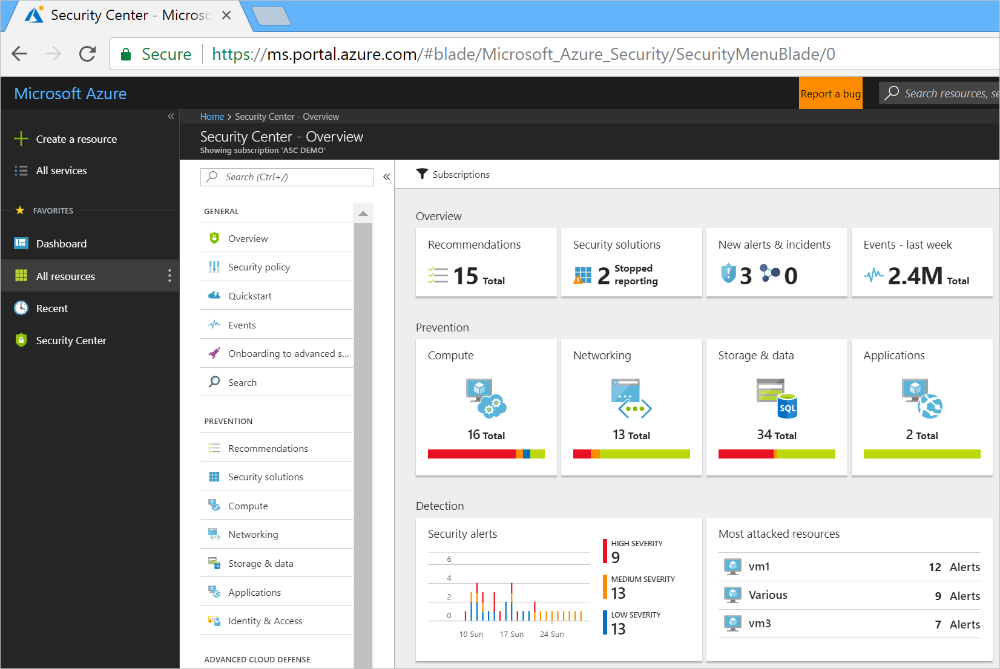 Security Center - Microso
Secure
https://ms.portal.azure.com/#blade/Microsoft_Azure_Security/SecurityMenuBlade/0
Microsoft Azure
Report a bug
Search resources, se
Create a resource
All services
FAVORITES
Dashboard
All resources
Recent
Security Center
Home > Security Center - Overview
Security Center - Overview
Showing subscription 'ASC DEMO'
Search (Ctrl+/)
GENERAL
Overview
Security policy
Quickstart
Events
Onboarding to advanced s...
Search
PREVENTION
Recommendations
Security solutions
Compute
Networking
Storage & data
Applications
Identity & Access
ADVANCED CLOUD DEFENSE
Subscriptions
Overview
Recommendations
15 Total
Security solutions
2 Stopped
reporting
New alerts & incidents
3 0
Events - last week
2.4M Total
Prevention
Compute
16 Total
Networking
13 Total
Storage & data
SQL
34 Total
Applications
2 Total
Detection
Security alerts
6
4
2
0
10 Sun 17 Sun 24 Sun
HIGH SEVERITY
9
MEDIUM SEVERITY
13
LOW SEVERITY
13
Most attacked resources
vm1 12 Alerts
Various 9 Alerts
vm3 7 Alerts